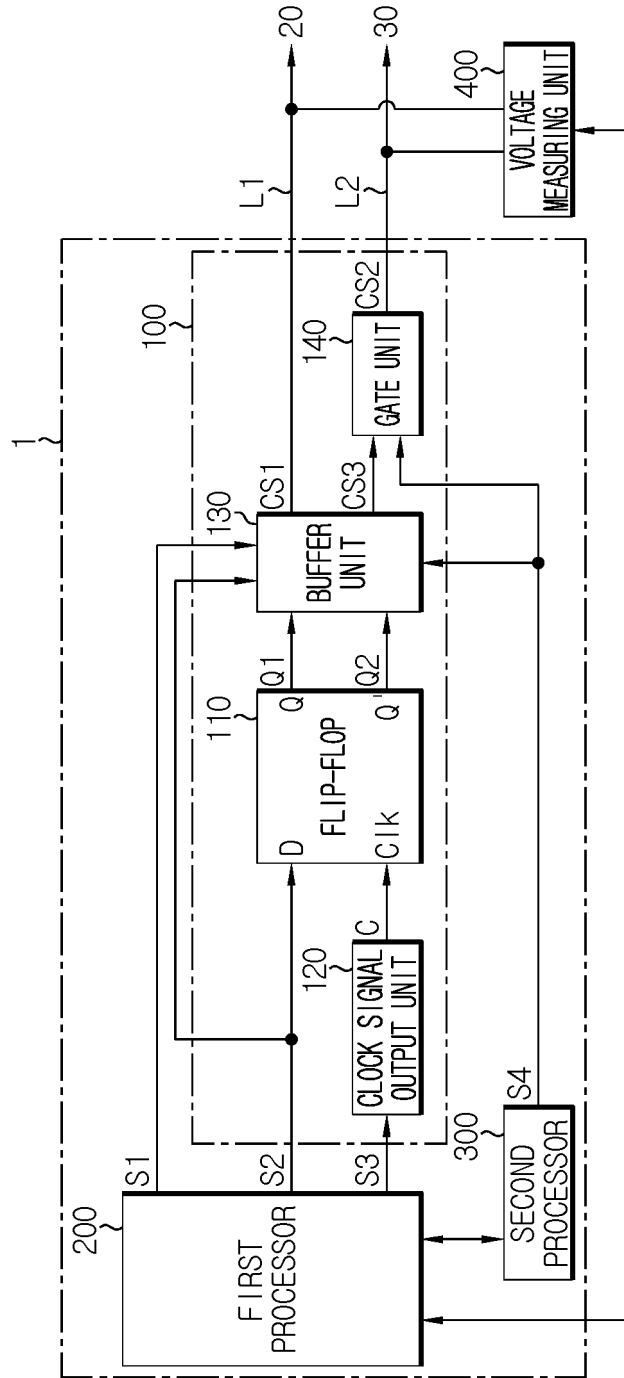 1
100
200
FIRST
PROCESSOR
S1
S2
S3
120
CLOCK SIGNAL
OUTPUT UNIT
C
110
D
Clk
FLIP-FLOP
Q
Q'
Q1
Q2
130
BUFFER
UNIT
CS1
CS3
140
GATE UNIT
CS2
L1
L2
20
30
300
SECOND
PROCESSOR
S4
400
VOLTAGE
MEASURING UNIT